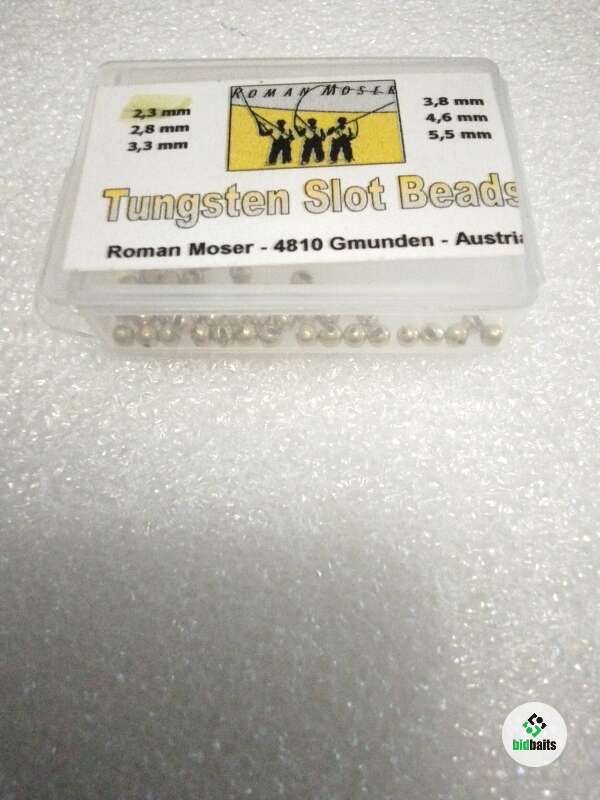 ROMAN MOSER
2,3 mm
2,8 mm
3,3 mm
3,8 mm
4,6 mm
5,5 mm
Tungsten Slot Beads
Roman Moser - 4810 Gmunden - Austria
bidbaits